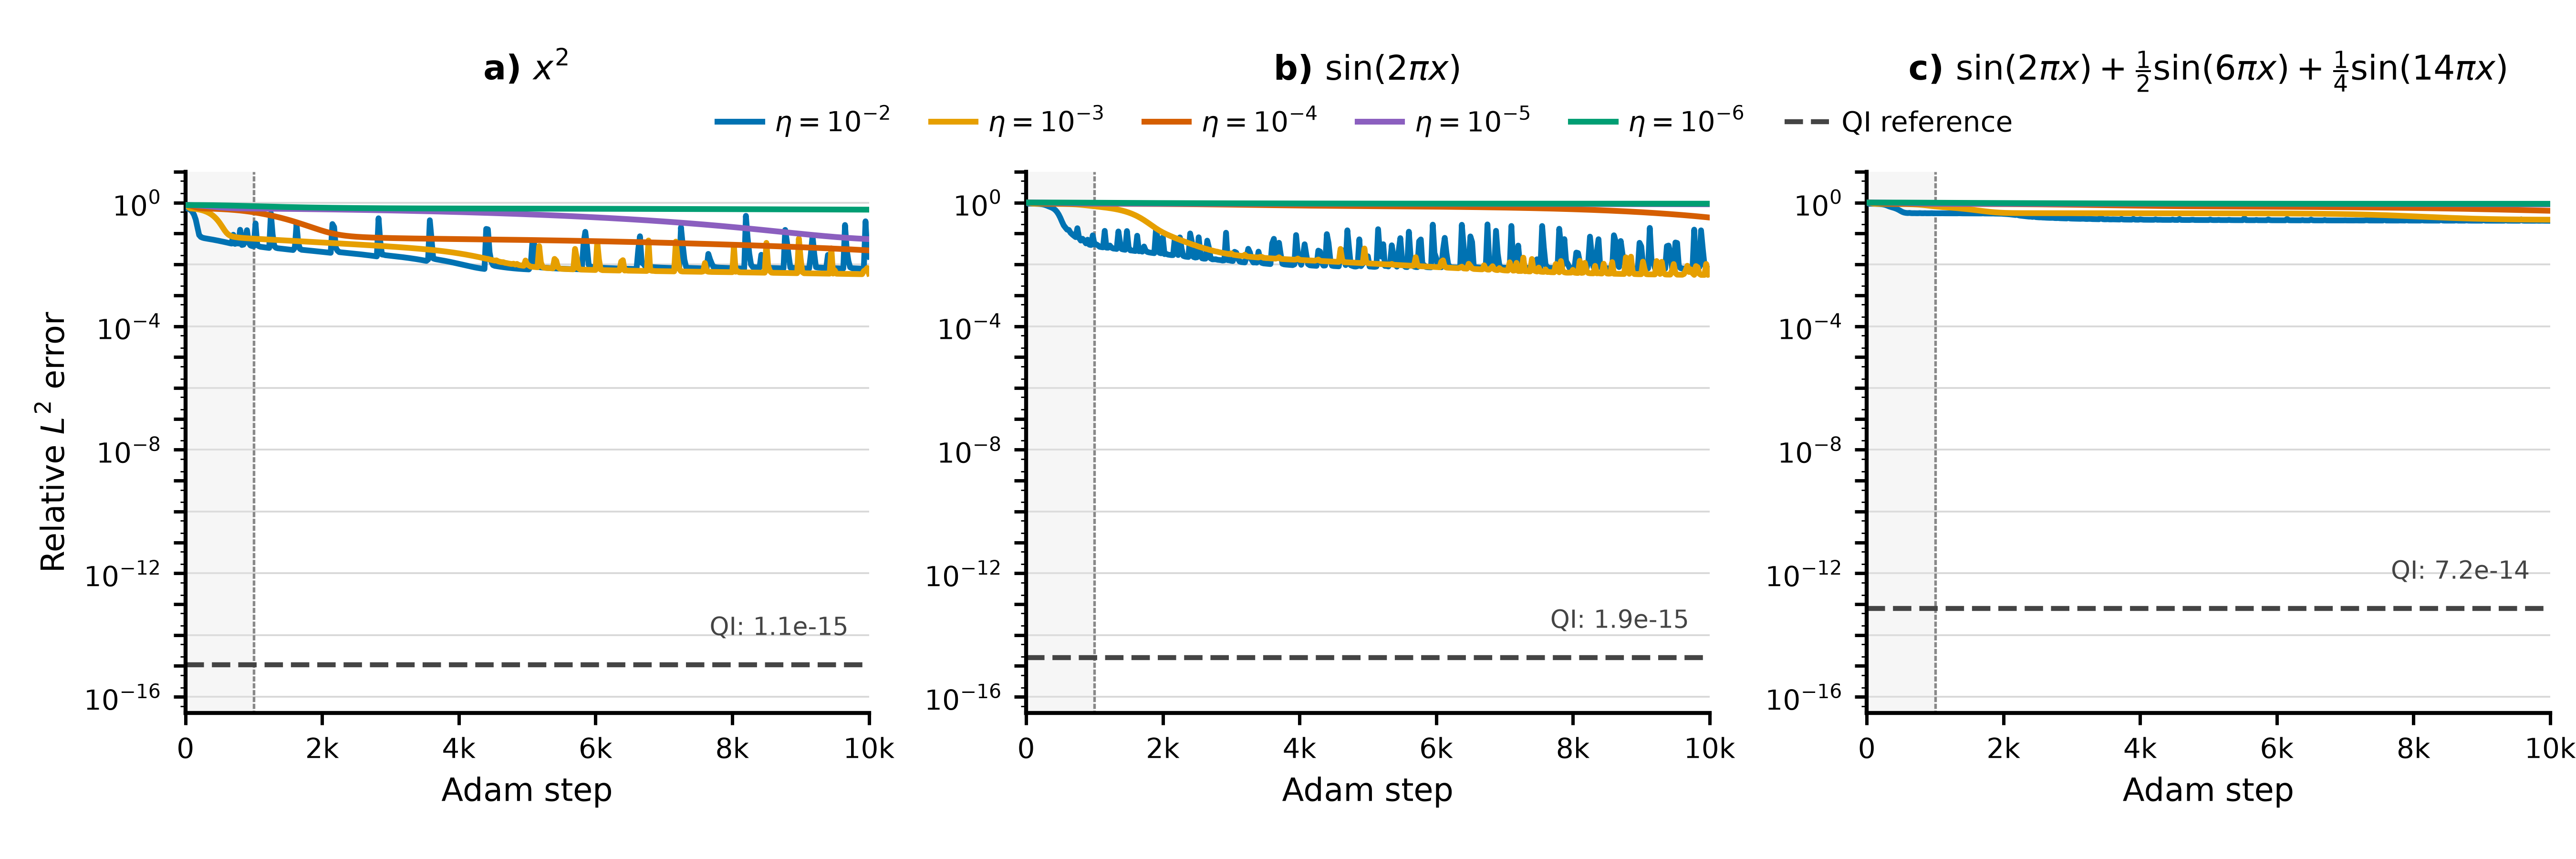 a) x²
b) sin(2πx)
c) sin(2πx) + 1/2 sin(6πx) + 1/4 sin(14πx)
η = 10⁻² η = 10⁻³ η = 10⁻⁴ η = 10⁻⁵ η = 10⁻⁶ QI reference
Relative L² error
10⁰
10⁻⁴
10⁻⁸
10⁻¹²
10⁻¹⁶
QI: 1.1e-15
0 2k 4k 6k 8k 10k
Adam step
10⁰
10⁻⁴
10⁻⁸
10⁻¹²
10⁻¹⁶
QI: 1.9e-15
0 2k 4k 6k 8k 10k
Adam step
10⁰
10⁻⁴
10⁻⁸
10⁻¹²
10⁻¹⁶
QI: 7.2e-14
0 2k 4k 6k 8k 10k
Adam step